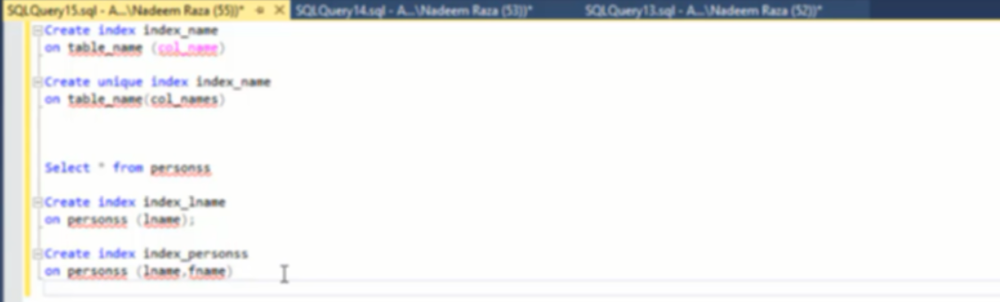 SQLQuery15.sql - A...\Nadeem Raza (55))* SQLQuery14.sql - A...\Nadeem Raza (53))* SQLQuery13.sql - A...\Nadeem Raza (52))*
Create index index_name
on table_name (col_name)
Create unique index index_name
on table_name(col_names)
Select * from personss
Create index index_lname
on personss (lname);
Create index index_personss
on personss (lname,fname)